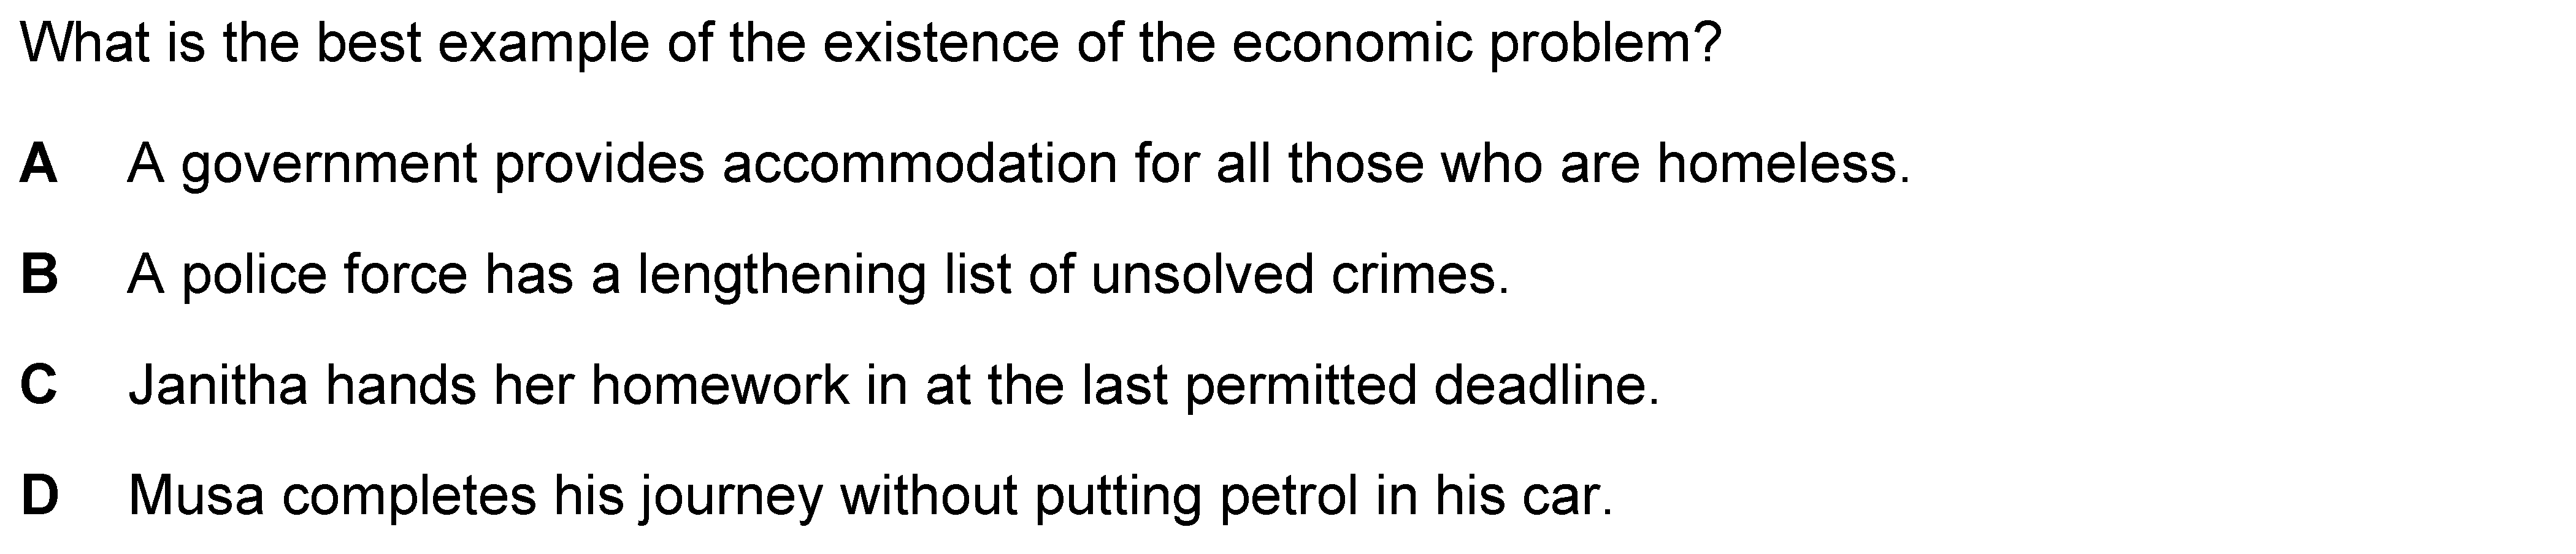 What is the best example of the existence of the economic problem?
A A government provides accommodation for all those who are homeless.
B A police force has a lengthening list of unsolved crimes.
C Janitha hands her homework in at the last permitted deadline.
D Musa completes his journey without putting petrol in his car.